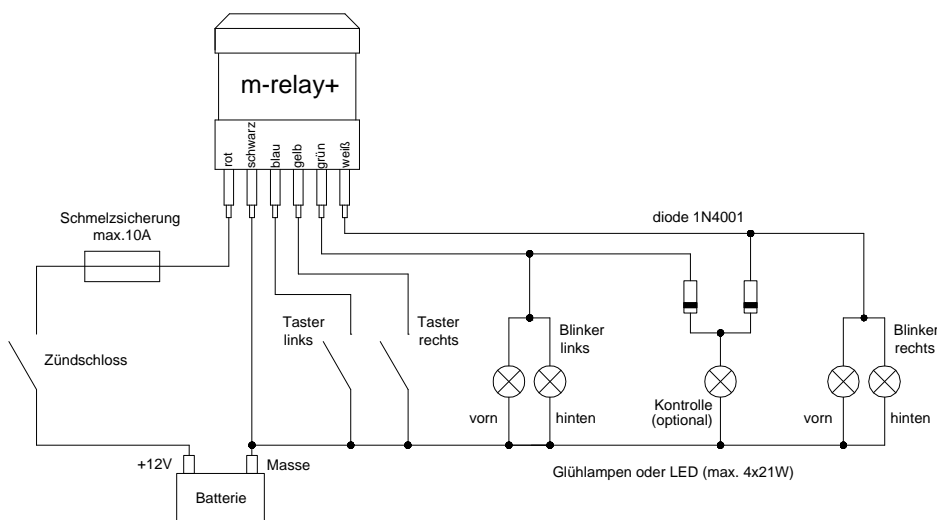 m-relay+
rot
schwarz
blau
gelb
grün
weiß
Schmelzsicherung
max.10A
diode 1N4001
Zündschloss
Taster
links
Taster
rechts
Blinker
links
Blinker
rechts
vorn
hinten
Kontrolle
(optional)
vorn
hinten
+12V
Masse
Batterie
Glühlampen oder LED (max. 4x21W)